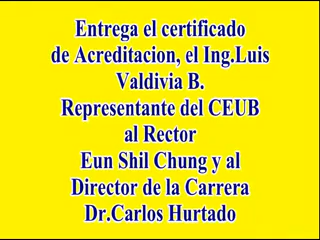 Entrega el certificado
de Acreditacion, el Ing.Luis
Valdivia B.
Representante del CEUB
al Rector
Eun Shil Chung y al
Director de la Carrera
Dr.Carlos Hurtado